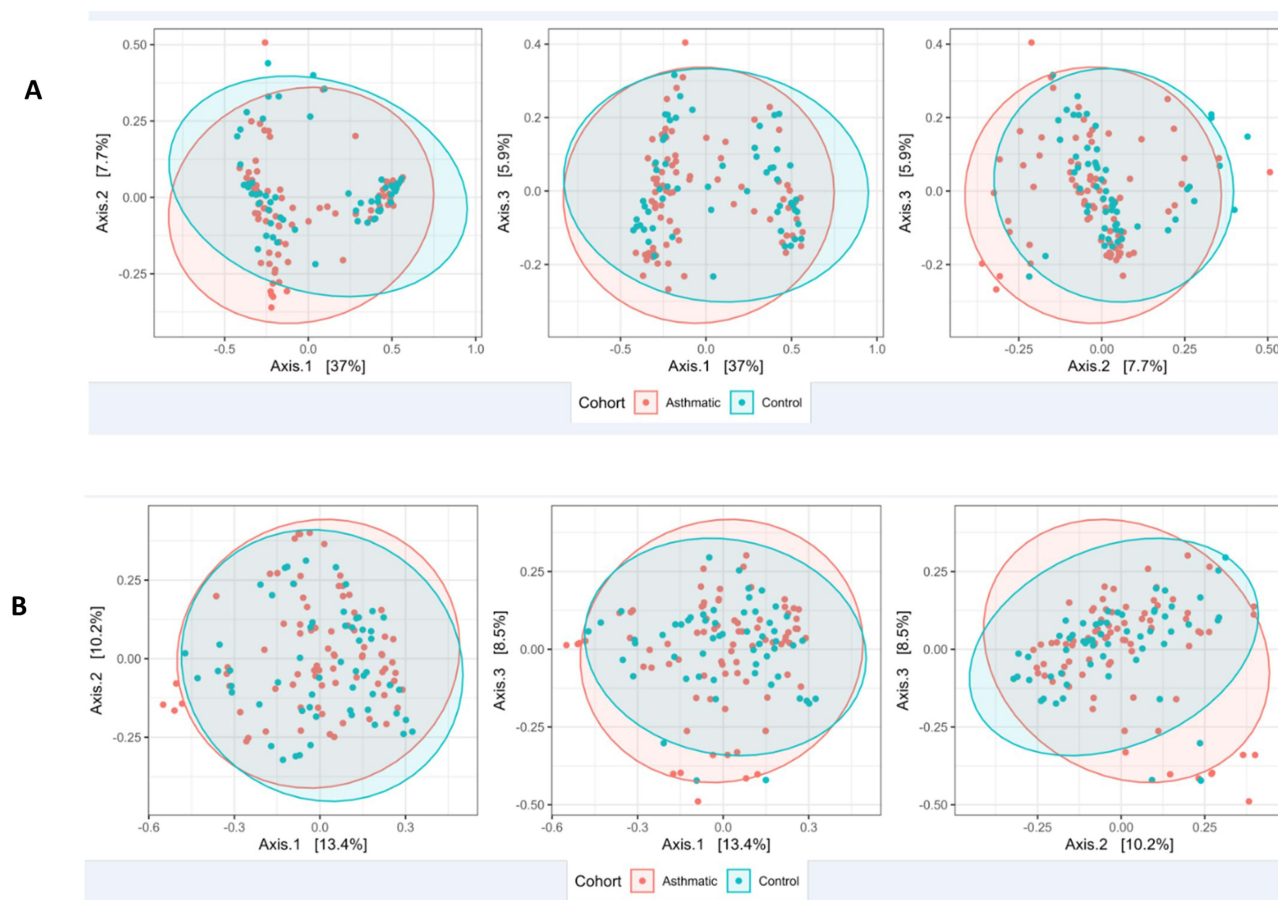 A
Axis.2 [7.7%]
0.50
0.25
0.00
-0.25
-0.5
0.0
0.5
1.0
Axis.1 [37%]
Axis.3 [5.9%]
0.4
0.2
0.0
-0.2
-0.5
0.0
0.5
1.0
Axis.1 [37%]
Axis.3 [5.9%]
0.4
0.2
0.0
-0.2
-0.25
0.00
0.25
0.50
Axis.2 [7.7%]
Cohort Asthmatic Control
B
Axis.2 [10.2%]
0.25
0.00
-0.25
-0.6
-0.3
0.0
0.3
Axis.1 [13.4%]
Axis.3 [8.5%]
0.25
0.00
-0.25
-0.50
-0.6
-0.3
0.0
0.3
Axis.1 [13.4%]
Axis.3 [8.5%]
0.25
0.00
-0.25
-0.50
-0.25
0.00
0.25
Axis.2 [10.2%]
Cohort Asthmatic Control